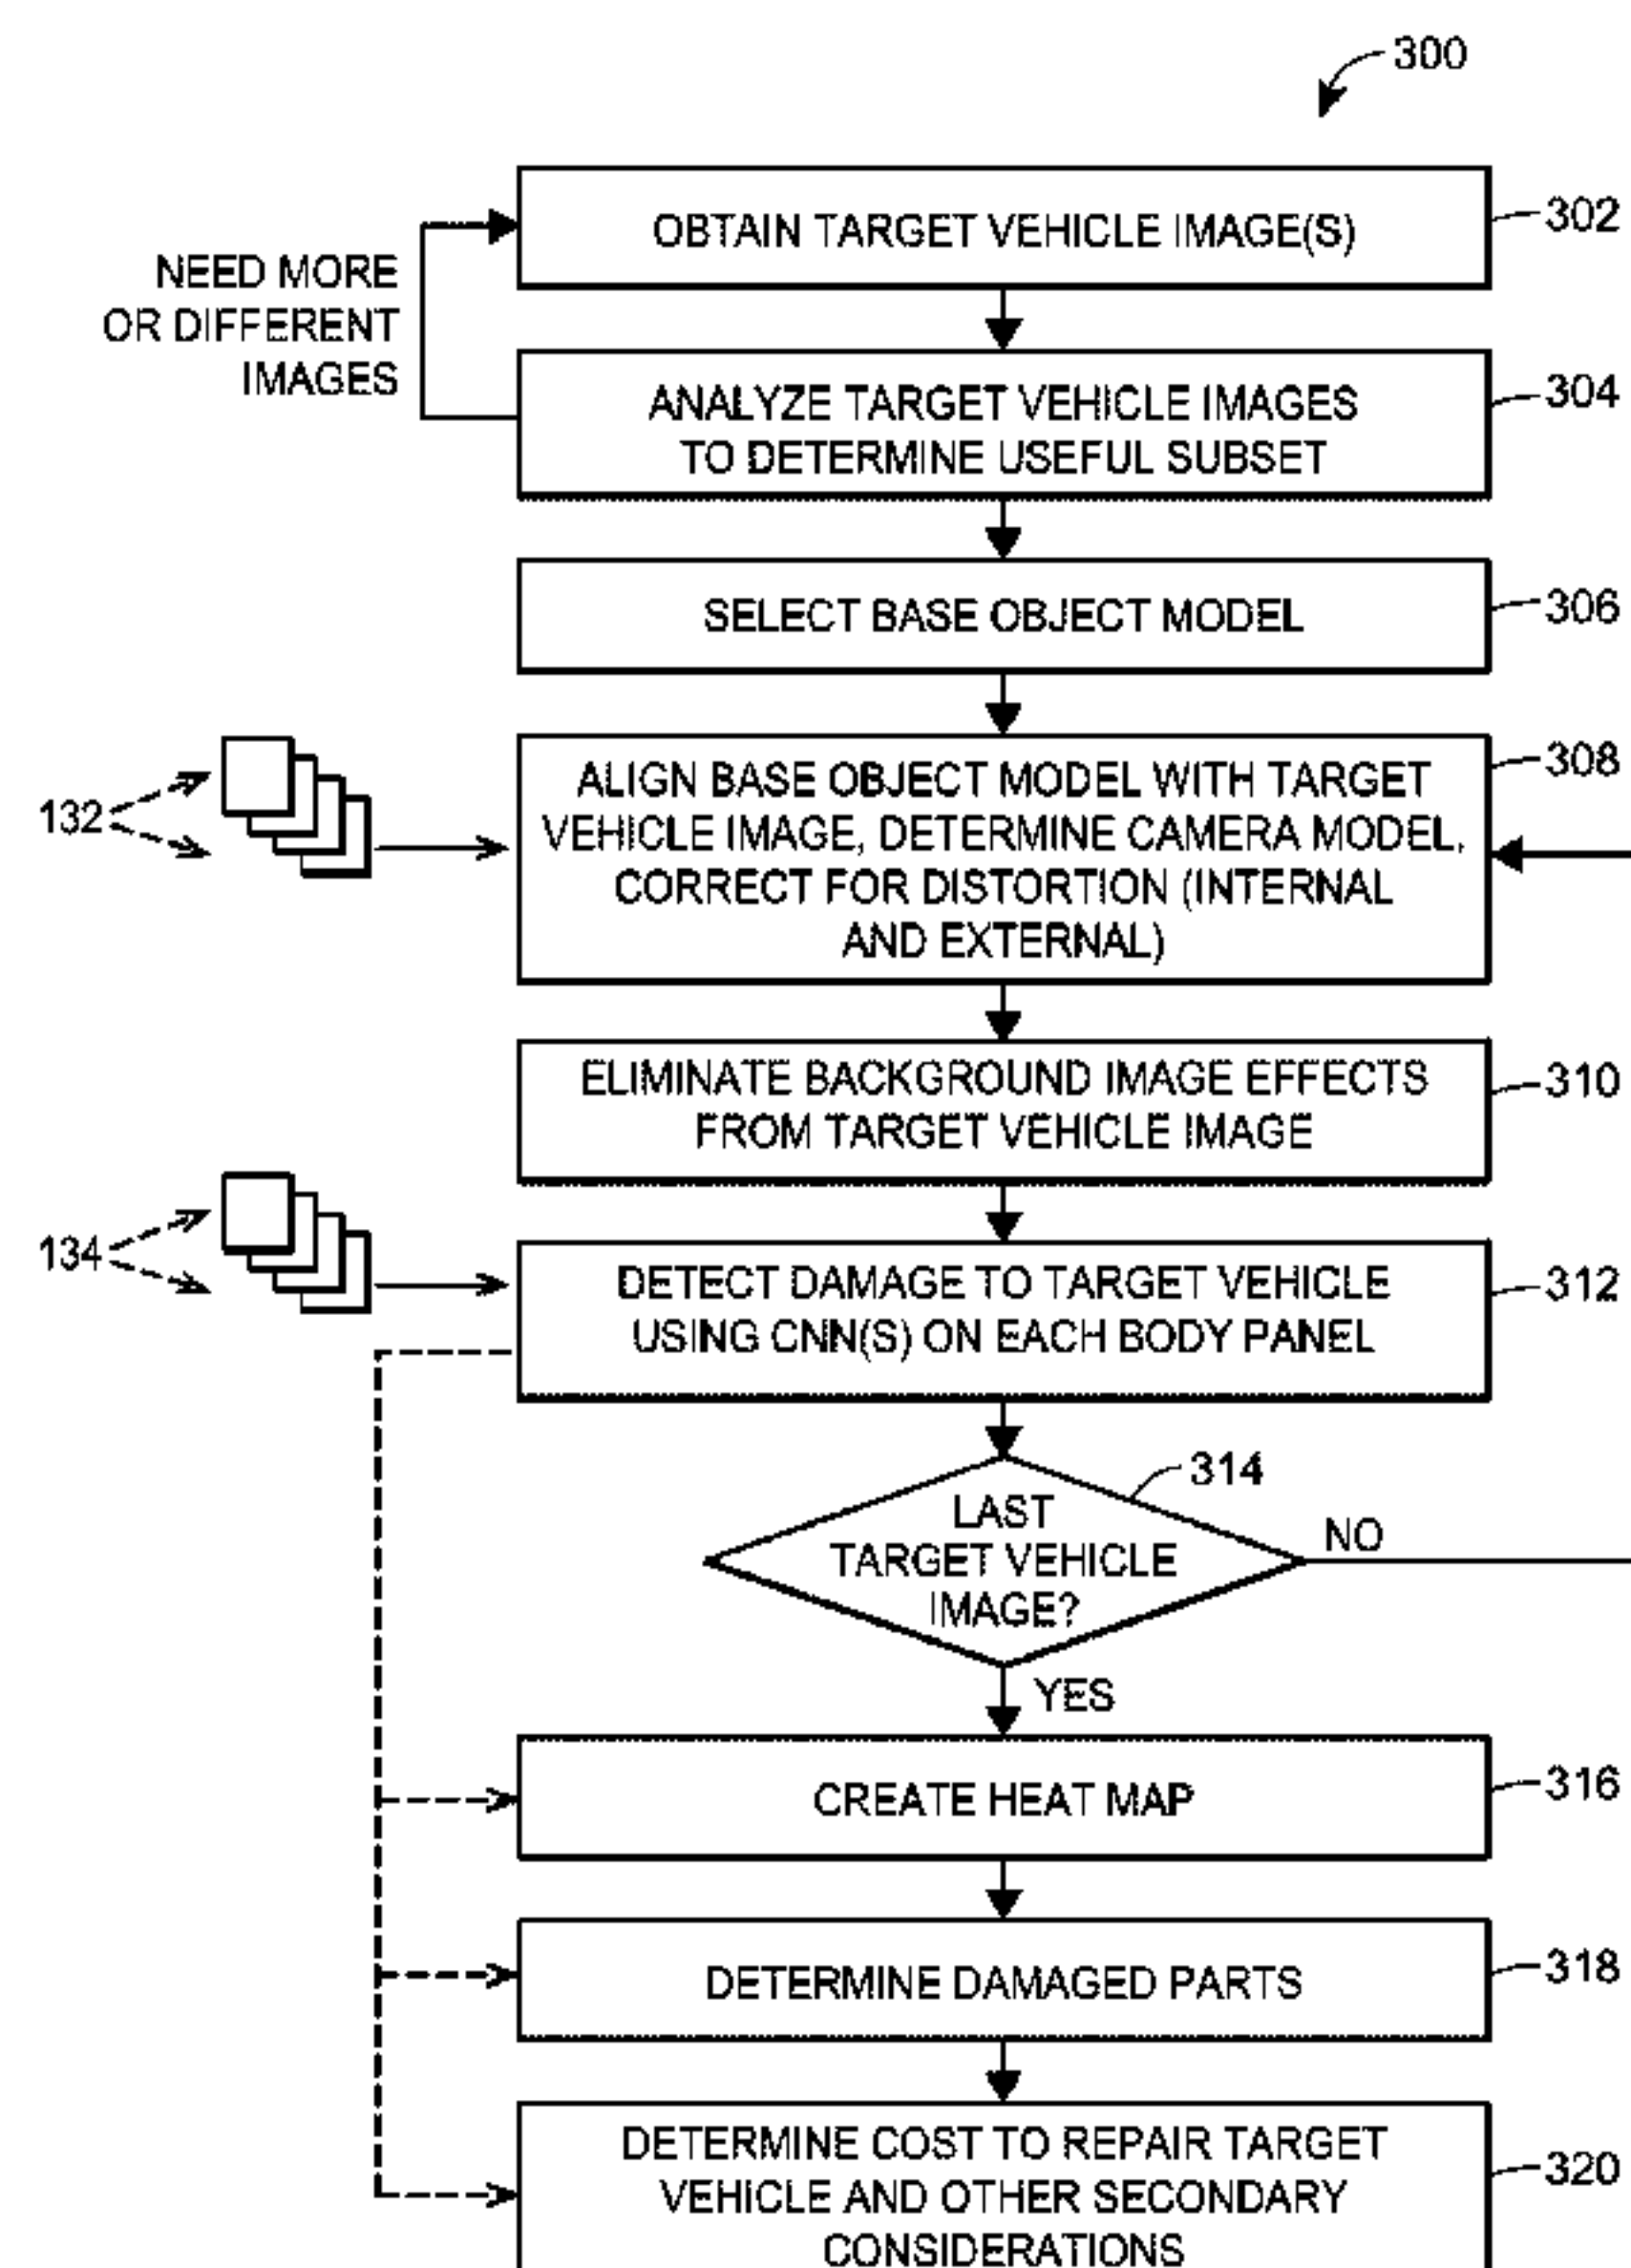 300
OBTAIN TARGET VEHICLE IMAGE(S)
302
NEED MORE
OR DIFFERENT
IMAGES
ANALYZE TARGET VEHICLE IMAGES
TO DETERMINE USEFUL SUBSET
304
SELECT BASE OBJECT MODEL
306
132
ALIGN BASE OBJECT MODEL WITH TARGET
VEHICLE IMAGE, DETERMINE CAMERA MODEL,
CORRECT FOR DISTORTION (INTERNAL
AND EXTERNAL)
308
ELIMINATE BACKGROUND IMAGE EFFECTS
FROM TARGET VEHICLE IMAGE
310
134
DETECT DAMAGE TO TARGET VEHICLE
USING CNN(S) ON EACH BODY PANEL
312
314
LAST
TARGET VEHICLE
IMAGE?
NO
YES
CREATE HEAT MAP
316
DETERMINE DAMAGED PARTS
318
DETERMINE COST TO REPAIR TARGET
VEHICLE AND OTHER SECONDARY
CONSIDERATIONS
320